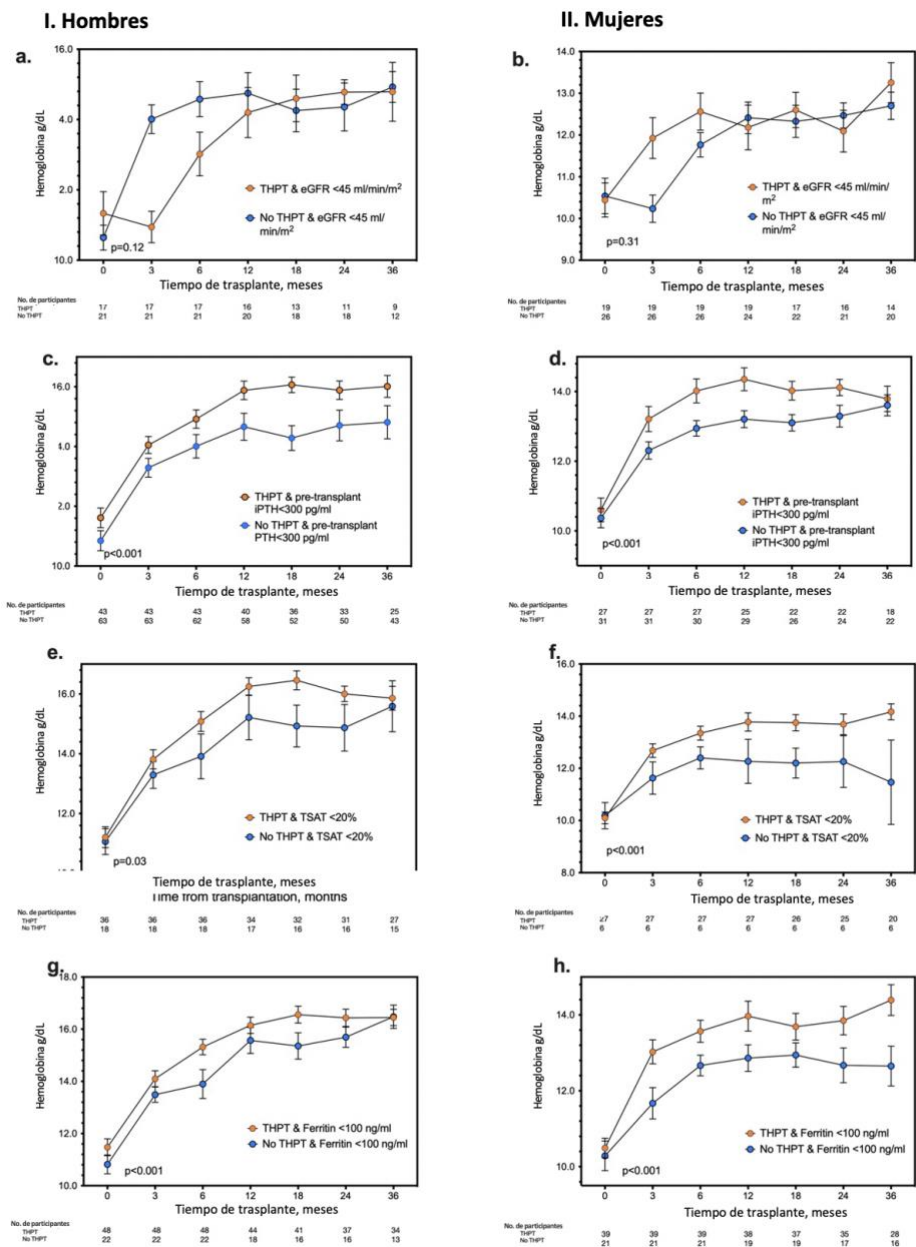 I. Hombres
II. Mujeres
a.
16.0
4.0
2.0
10.0
Hemoglobina g/dL
THPT & eGFR <45 ml/min/m²
No THPT & eGFR <45 ml/
min/m²
p=0.12
0 3 6 12 18 24 36
Tiempo de trasplante, meses
No. de participantes
THPT 17 17 17 16 13 11 9
No THPT 21 21 21 20 18 18 12
b.
14.0
13.0
12.0
11.0
10.0
9.0
Hemoglobina g/dL
THPT & eGFR <45 ml/min/
m²
No THPT & eGFR <45 ml/
min/m²
p=0.31
0 3 6 12 18 24 36
Tiempo de trasplante, meses
No. de participantes
THPT 19 19 19 19 17 16 14
No THPT 26 26 26 24 22 21 20
c.
16.0
4.0
2.0
10.0
Hemoglobina g/dL
THPT & pre-transplant
iPTH<300 pg/ml
No THPT & pre-transplant
PTH<300 pg/ml
p<0.001
0 3 6 12 18 24 36
Tiempo de trasplante, meses
No. de participantes
THPT 43 43 43 40 36 33 25
No THPT 63 63 62 58 52 50 43
d.
14.0
12.0
10.0
Hemoglobina g/dL
THPT & pre-transplant
iPTH<300 pg/ml
No THPT & pre-transplant
iPTH<300 pg/ml
p<0.001
0 3 6 12 18 24 36
Tiempo de trasplante, meses
No. de participantes
THPT 27 27 27 25 22 22 18
No THPT 31 31 30 29 26 24 22
e.
16.0
14.0
12.0
Hemoglobina g/dL
THPT & TSAT <20%
No THPT & TSAT <20%
p=0.03
Tiempo de trasplante, meses
Time from transplantation, months
No. de participantes
THPT 36 36 36 34 32 31 27
No THPT 18 18 18 17 16 16 15
f.
16.0
14.0
12.0
10.0
8.0
Hemoglobina g/dL
THPT & TSAT <20%
No THPT & TSAT <20%
p<0.001
0 3 6 12 18 24 36
Tiempo de trasplante, meses
No. de participantes
THPT 27 27 27 27 26 25 20
No THPT 6 6 6 6 6 6 6
g.
18.0
16.0
14.0
12.0
10.0
Hemoglobina g/dL
THPT & Ferritin <100 ng/ml
No THPT & Ferritin <100 ng/ml
p<0.001
0 3 6 12 18 24 36
Tiempo de trasplante, meses
No. de participantes
THPT 48 48 48 44 41 37 34
No THPT 22 22 22 18 16 16 13
h.
14.0
12.0
10.0
Hemoglobina g/dL
THPT & Ferritin <100 ng/ml
No THPT & Ferritin <100 ng/ml
p<0.001
0 3 6 12 18 24 36
Tiempo de trasplante, meses
No. de participantes
THPT 39 39 39 38 37 35 28
No THPT 21 21 21 19 19 17 16